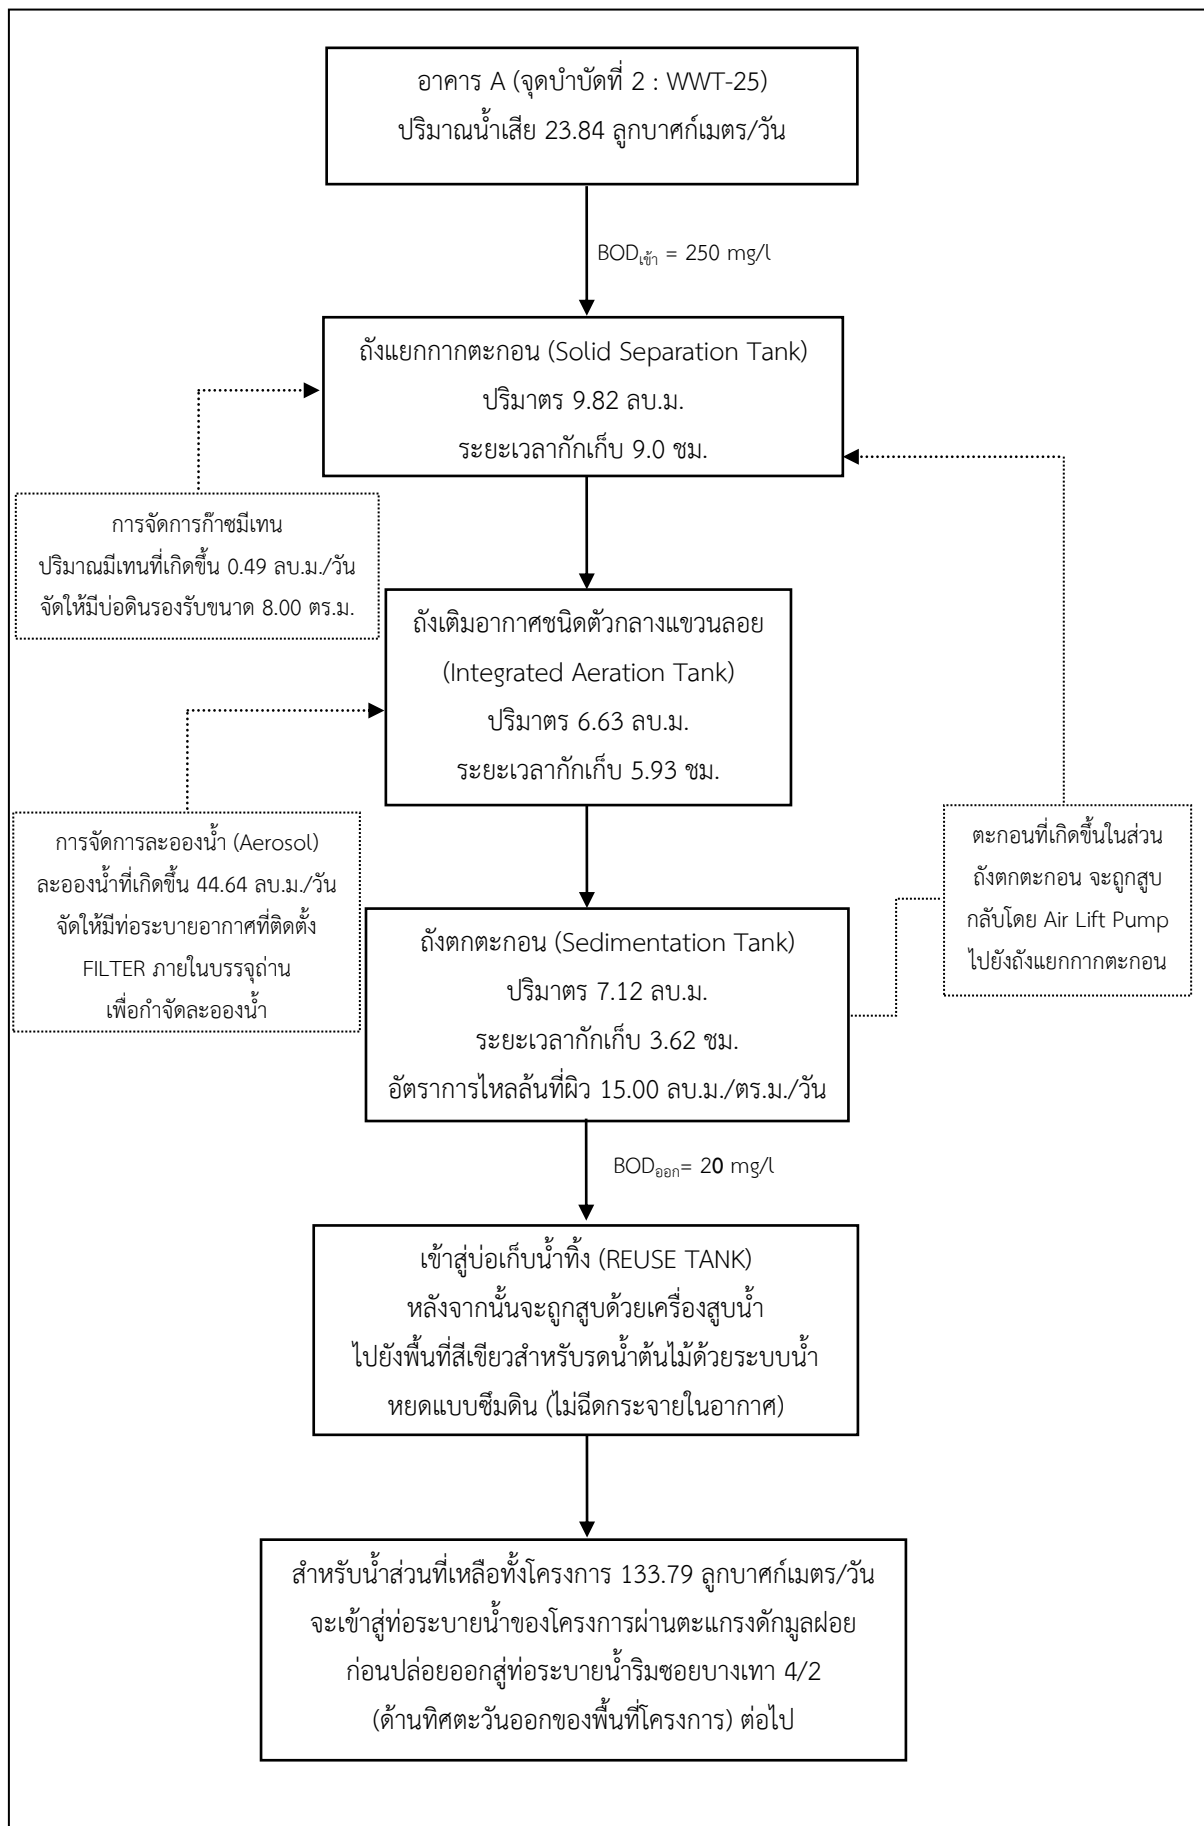 อาคาร A (จุดบำบัดที่ 2 : WWT-25)
ปริมาณน้ำเสีย 23.84 ลูกบาศก์เมตร/วัน
BODเข้า = 250 mg/l
ถังแยกกากตะกอน (Solid Separation Tank)
ปริมาตร 9.82 ลบ.ม.
ระยะเวลากักเก็บ 9.0 ชม.
การจัดการก๊าซมีเทน
ปริมาณมีเทนที่เกิดขึ้น 0.49 ลบ.ม./วัน
จัดให้มีบ่อดินรองรับขนาด 8.00 ตร.ม.
ถังเติมอากาศชนิดตัวกลางแขวนลอย
(Integrated Aeration Tank)
ปริมาตร 6.63 ลบ.ม.
ระยะเวลากักเก็บ 5.93 ชม.
การจัดการละอองน้ำ (Aerosol)
ละอองน้ำที่เกิดขึ้น 44.64 ลบ.ม./วัน
จัดให้มีท่อระบายอากาศที่ติดตั้ง
FILTER ภายในบรรจุถ่าน
เพื่อกำจัดละอองน้ำ
ตะกอนที่เกิดขึ้นในส่วน
ถังตกตะกอน จะถูกสูบ
กลับโดย Air Lift Pump
ไปยังถังแยกกากตะกอน
ถังตกตะกอน (Sedimentation Tank)
ปริมาตร 7.12 ลบ.ม.
ระยะเวลากักเก็บ 3.62 ชม.
อัตราการไหลล้นที่ผิว 15.00 ลบ.ม./ตร.ม./วัน
BODออก= 20 mg/l
เข้าสู่บ่อเก็บน้ำทิ้ง (REUSE TANK)
หลังจากนั้นจะถูกสูบด้วยเครื่องสูบน้ำ
ไปยังพื้นที่สีเขียวสำหรับรดน้ำต้นไม้ด้วยระบบน้ำ
หยดแบบซึมดิน (ไม่ฉีดกระจายในอากาศ)
สำหรับน้ำส่วนที่เหลือทั้งโครงการ 133.79 ลูกบาศก์เมตร/วัน
จะเข้าสู่ท่อระบายน้ำของโครงการผ่านตะแกรงดักมูลฝอย
ก่อนปล่อยออกสู่ท่อระบายน้ำริมซอยบางเทา 4/2
(ด้านทิศตะวันออกของพื้นที่โครงการ) ต่อไป